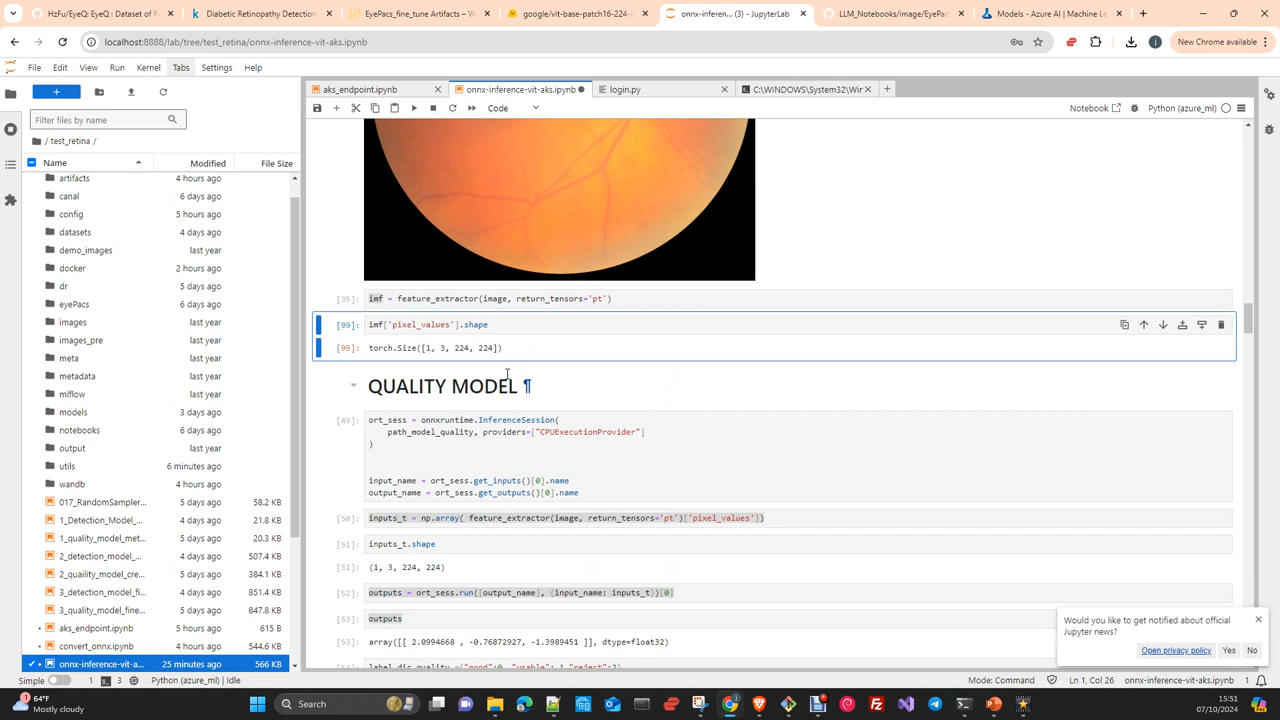 HzFu/EyeQ: EyeQ : Dataset of R
Diabetic Retinopathy Detection
EyePacs_fine_tune Artifacts – W
google/vit-base-patch16-224-i
onnx-inferen... (3) - JupyterLab
LLM_Notebooks/image/EyePac
Models - Azure AI | Machine Le
localhost:8888/lab/tree/test_retina/onnx-inference-vit-aks.ipynb
New Chrome available
File Edit View Run Kernel Tabs Settings Help
aks_endpoint.ipynb
onnx-inference-vit-aks.ipynb
login.py
C:\WINDOWS\System32\Wir
Code
Notebook
Python (azure_ml)
Filter files by name
/ test_retina /
Name Modified File Size
artifacts 4 hours ago
canal 6 days ago
config 5 hours ago
datasets 4 days ago
demo_images last year
docker 2 hours ago
dr 6 days ago
eyePacs 6 days ago
images last year
images_pre last year
meta last year
metadata last year
mlflow last year
models 3 days ago
notebooks 6 days ago
output last year
utils 6 minutes ago
wandb 4 hours ago
017_RandomSampler... 5 days ago 58.2 KB
1_Detection_Model_... 4 days ago 21.8 KB
1_quality_model_met... 5 days ago 20.3 KB
2_detection_model_... 4 days ago 507.4 KB
2_quaility_model_cre... 5 days ago 384.1 KB
3_detection_model_fi... 4 days ago 851.4 KB
3_quality_model_fine... 5 days ago 847.8 KB
aks_endpoint.ipynb 5 hours ago 615 B
convert_onnx.ipynb 5 days ago 544.6 KB
onnx-inference-vit-a... 25 minutes ago 566 KB
[35]: imf = feature_extractor(image, return_tensors='pt')
[99]: imf['pixel_values'].shape
[99]: torch.Size([1, 3, 224, 224])
QUALITY MODEL ¶
[49]: ort_sess = onnxruntime.InferenceSession(
path_model_quality, providers=["CPUExecutionProvider"]
)
input_name = ort_sess.get_inputs()[0].name
output_name = ort_sess.get_outputs()[0].name
[50]: inputs_t = np.array( feature_extractor(image, return_tensors='pt')['pixel_values'])
[51]: inputs_t.shape
[51]: (1, 3, 224, 224)
[52]: outputs = ort_sess.run([output_name], {input_name: inputs_t})[0]
[53]: outputs
[53]: array([[ 2.0994668 , -0.76872927, -1.3989451 ]], dtype=float32)
Would you like to get notified about official
Jupyter news?
Open privacy policy Yes No
Simple 1 3 Python (azure_ml) | Idle
Mode: Command Ln 1, Col 26 onnx-inference-vit-aks.ipynb 1
64°F
Mostly cloudy
Search
15:51
07/10/2024